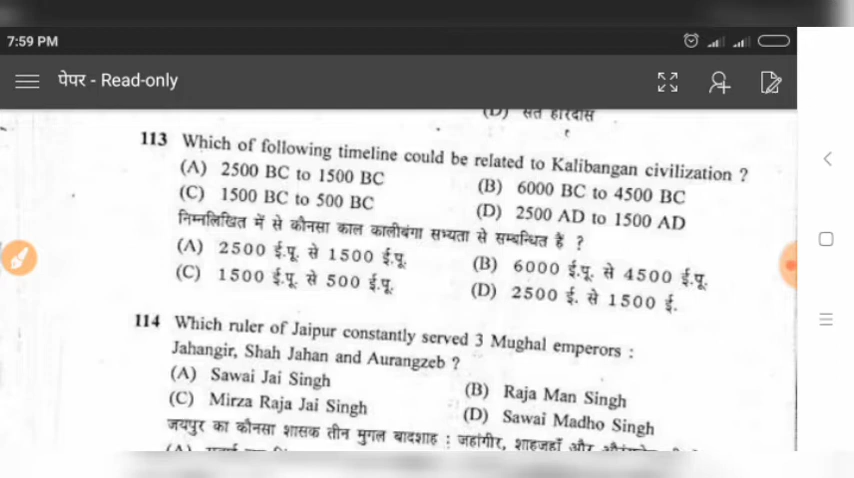 7:59 PM
पेपर - Read-only
(D) संत हरिदास
113 Which of following timeline could be related to Kalibangan civilization ?
(A) 2500 BC to 1500 BC
(B) 6000 BC to 4500 BC
(C) 1500 BC to 500 BC
(D) 2500 AD to 1500 AD
निम्नलिखित में से कौनसा काल कालीबंगा सभ्यता से सम्बन्धित हैं ?
(A) 2500 ई.पू. से 1500 ई.पू.
(B) 6000 ई.पू. से 4500 ई.पू.
(C) 1500 ई.पू. से 500 ई.पू.
(D) 2500 ई. से 1500 ई.
114 Which ruler of Jaipur constantly served 3 Mughal emperors :
Jahangir, Shah Jahan and Aurangzeb ?
(A) Sawai Jai Singh
(B) Raja Man Singh
(C) Mirza Raja Jai Singh
(D) Sawai Madho Singh
जयपुर का कौनसा शासक तीन मुगल बादशाह : जहांगीर, शाहजहाँ और
(A)